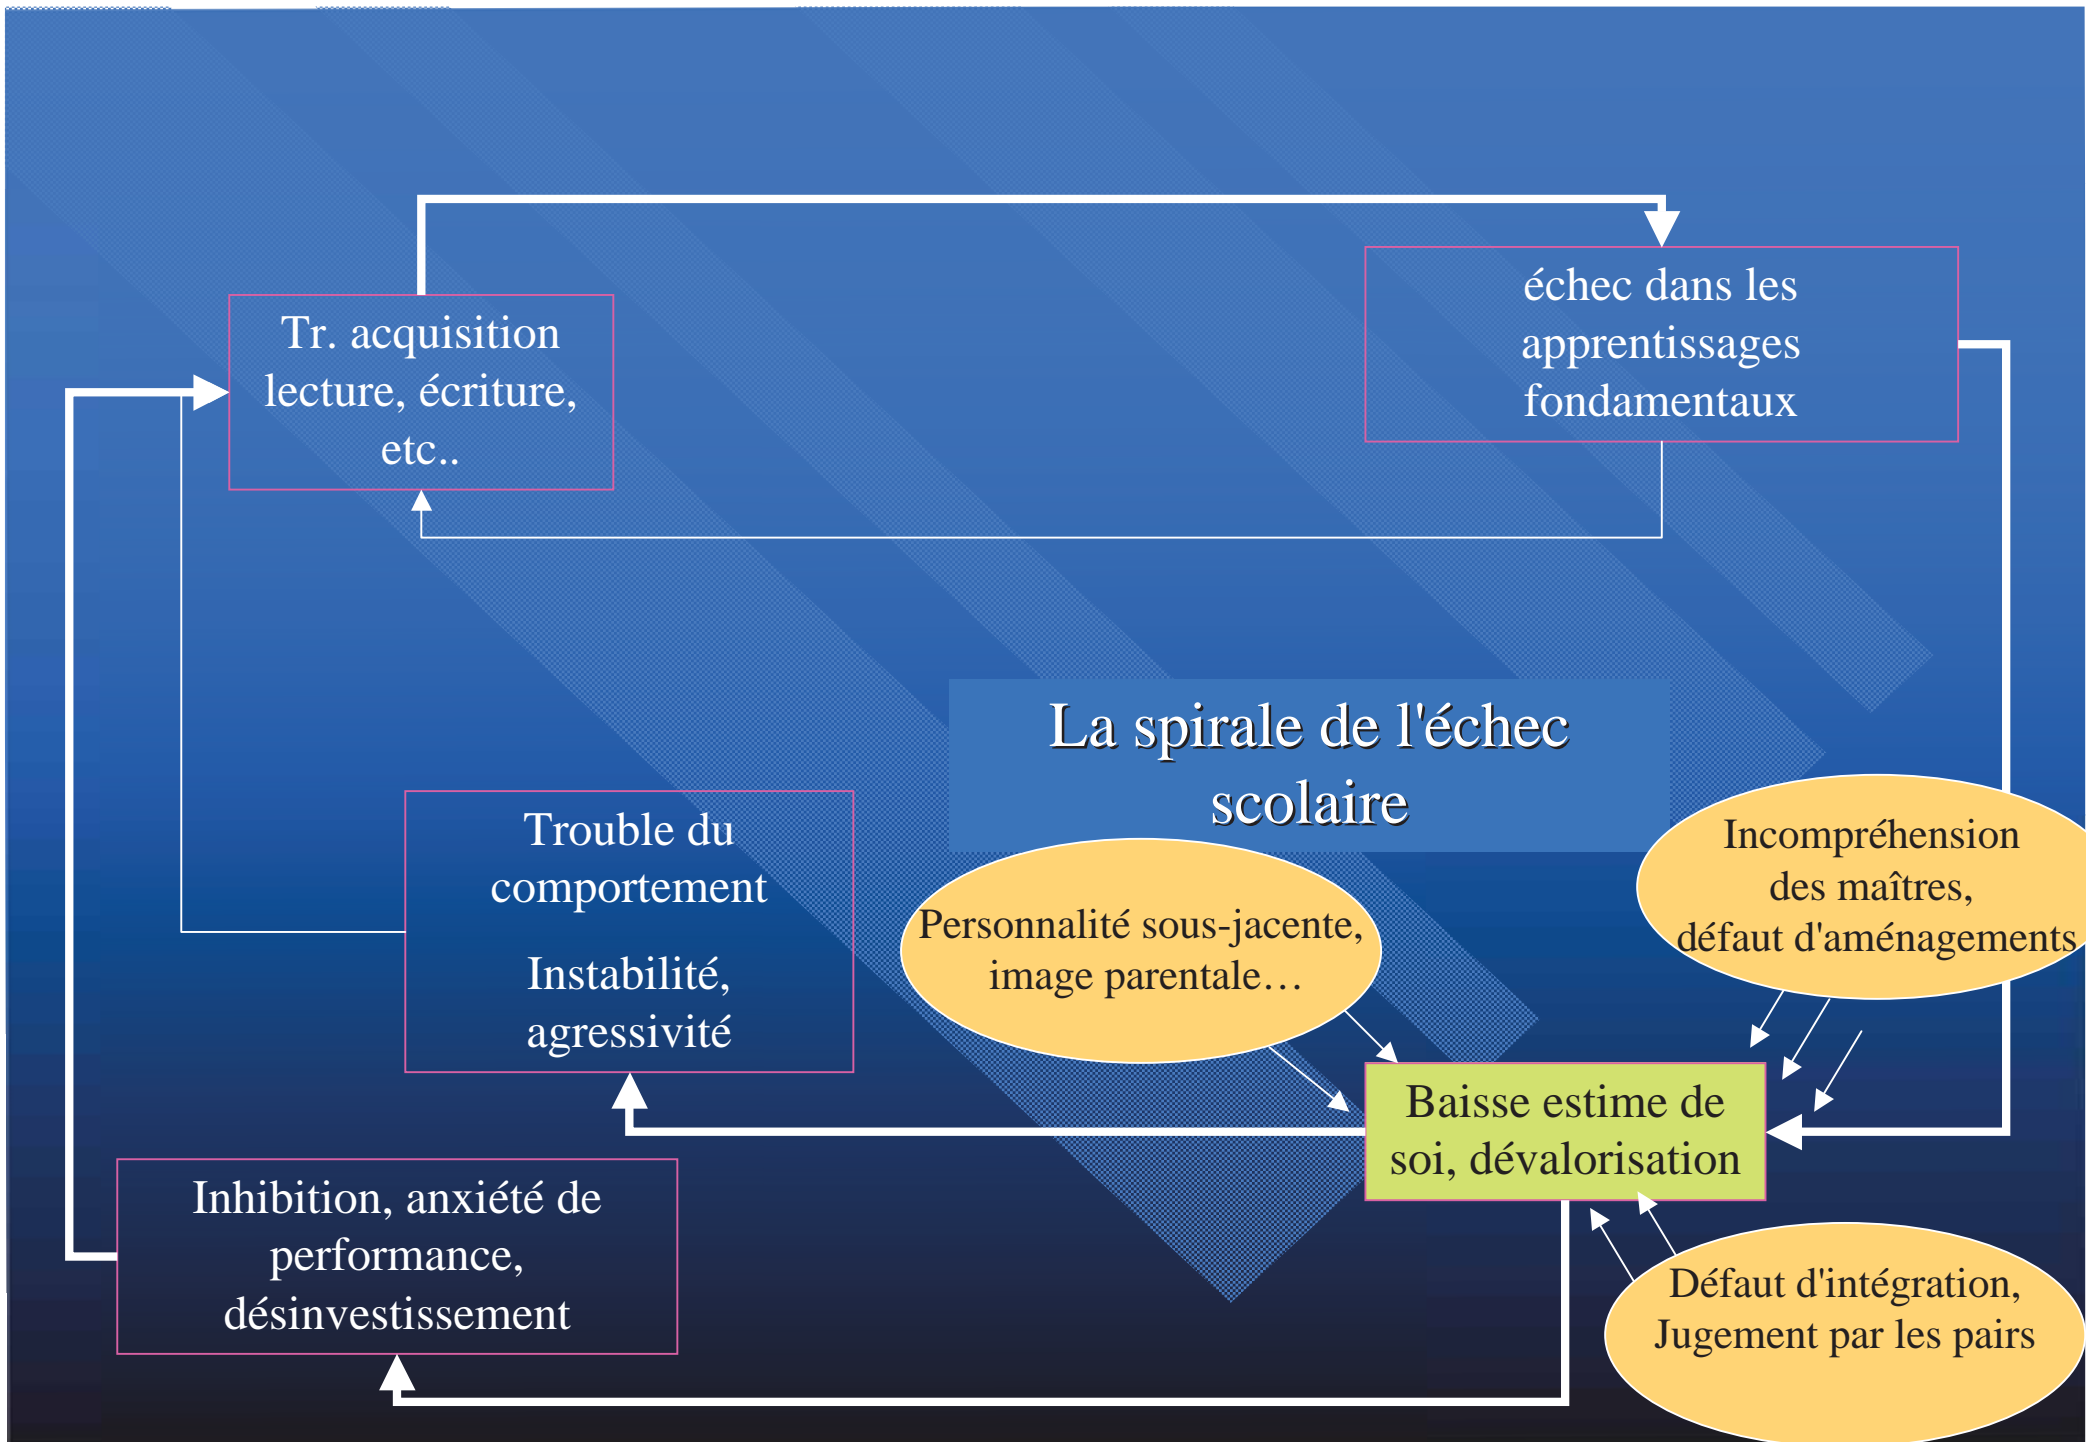 Tr. acquisition
lecture, écriture,
etc..
échec dans les
apprentissages
fondamentaux
La spirale de l'échec
scolaire
Trouble du
comportement
Instabilité,
agressivité
Personnalité sous-jacente,
image parentale…
Incompréhension
des maîtres,
défaut d'aménagements
Baisse estime de
soi, dévalorisation
Inhibition, anxiété de
performance,
désinvestissement
Défaut d'intégration,
Jugement par les pairs